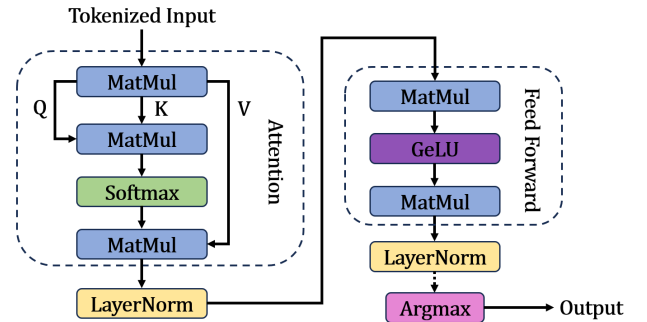 Tokenized Input
MatMul
Q
K
V
MatMul
Softmax
MatMul
Attention
LayerNorm
MatMul
GeLU
MatMul
Feed Forward
LayerNorm
Argmax
Output